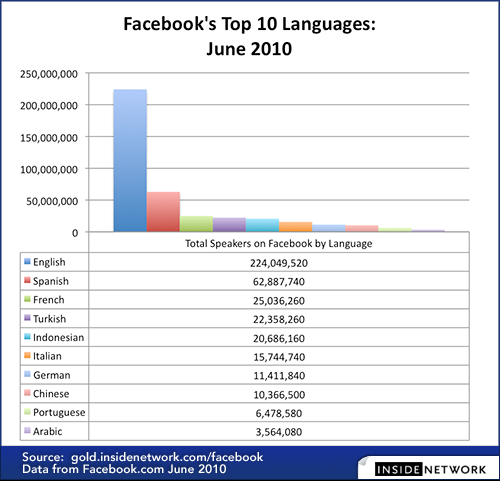 Facebook's Top 10 Languages:
June 2010
250,000,000
200,000,000
150,000,000
100,000,000
50,000,000
0
Total Speakers on Facebook by Language
English 224,049,520
Spanish 62,887,740
French 25,036,260
Turkish 22,358,260
Indonesian 20,686,160
Italian 15,744,740
German 11,411,840
Chinese 10,366,500
Portuguese 6,478,580
Arabic 3,564,080
Source: gold.insidenetwork.com/facebook
Data from Facebook.com June 2010
INSIDE NETWORK